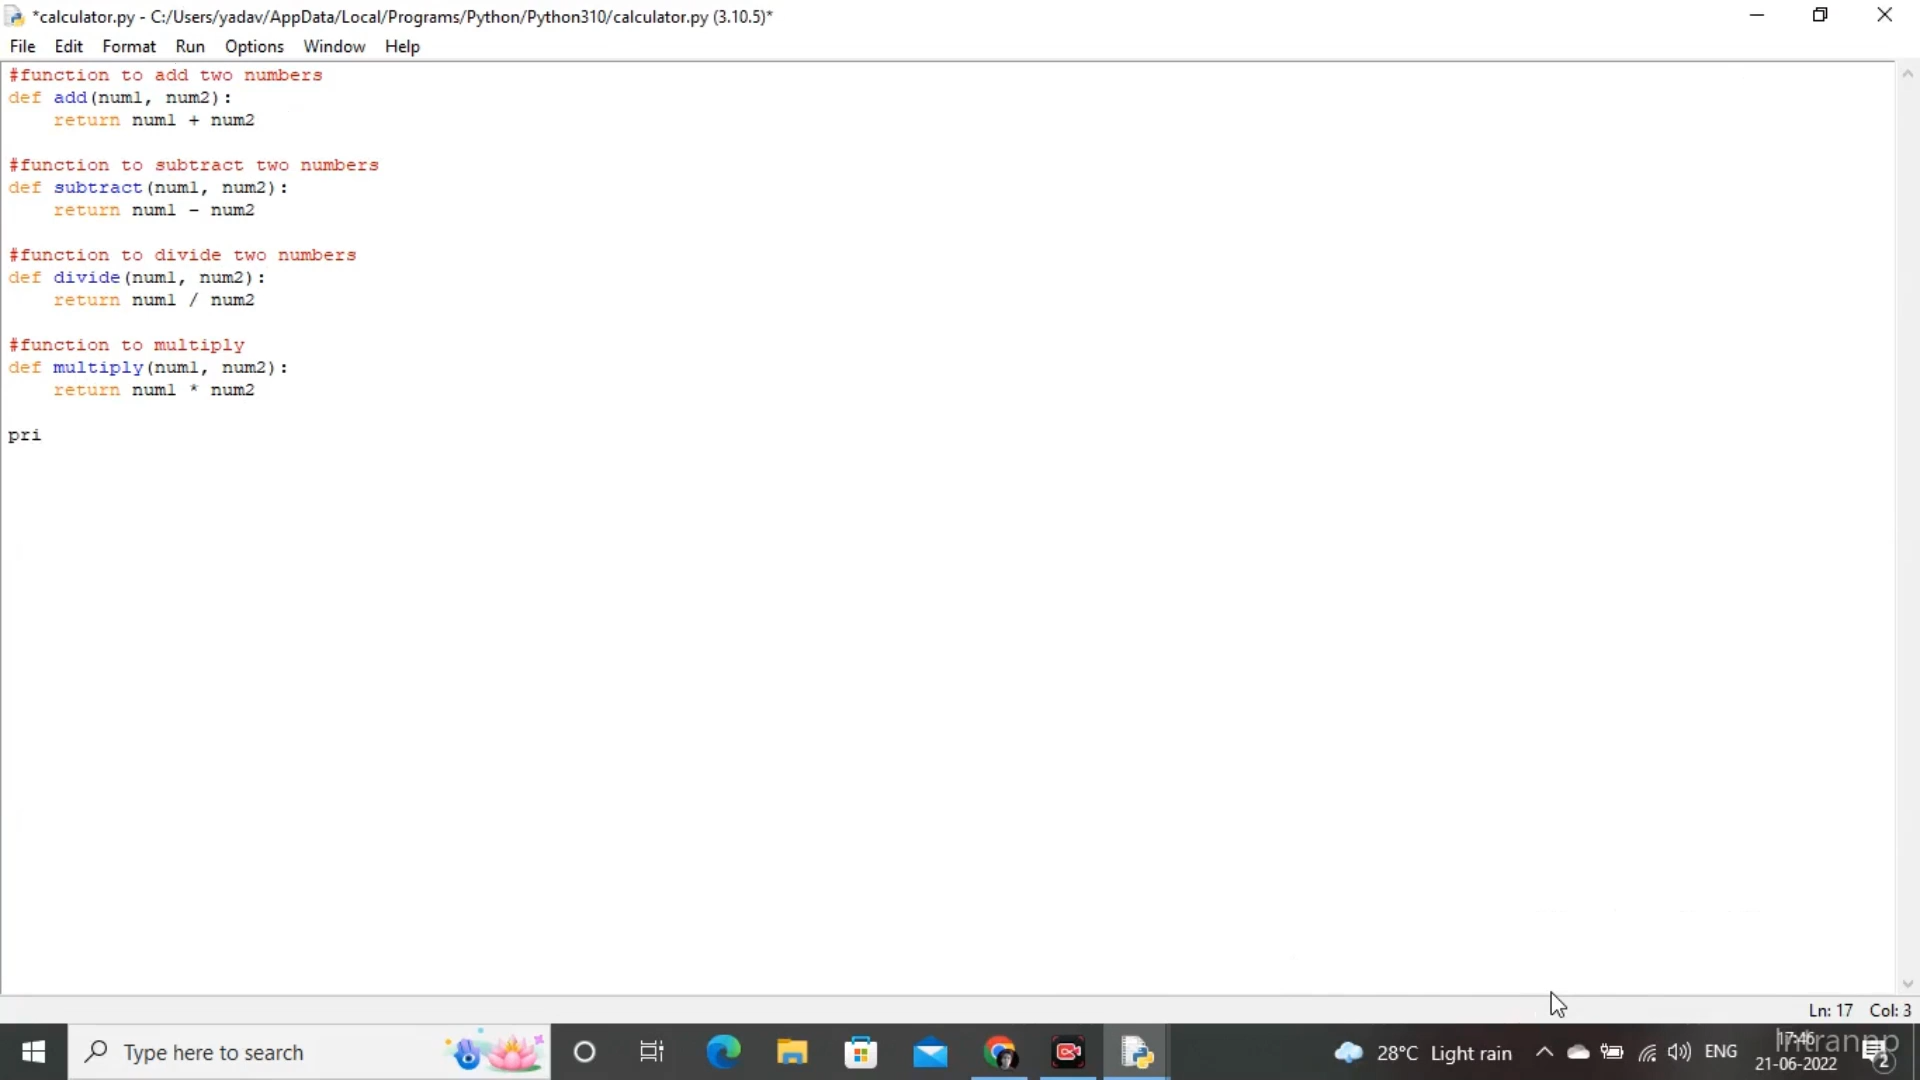 *calculator.py - C:/Users/yadav/AppData/Local/Programs/Python/Python310/calculator.py (3.10.5)*
File Edit Format Run Options Window Help
#function to add two numbers
def add(num1, num2):
    return num1 + num2
#function to subtract two numbers
def subtract(num1, num2):
    return num1 - num2
#function to divide two numbers
def divide(num1, num2):
    return num1 / num2
#function to multiply
def multiply(num1, num2):
    return num1 * num2
pri
Ln: 17 Col: 3
Type here to search
28°C Light rain
ENG
17:46
21-06-2022
2